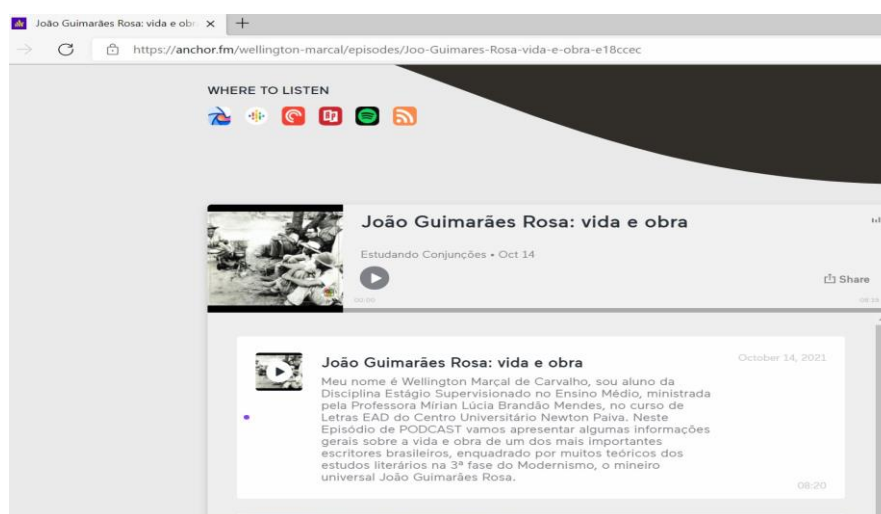 João Guimarães Rosa: vida e obr
https://anchor.fm/wellington-marcal/episodes/Joo-Guimares-Rosa-vida-e-obra-e18ccec
WHERE TO LISTEN
João Guimarães Rosa: vida e obra
Estudando Conjunções • Oct 14
Share
00:00
João Guimarães Rosa: vida e obra
October 14, 2021
Meu nome é Wellington Marçal de Carvalho, sou aluno da
Disciplina Estágio Supervisionado no Ensino Médio, ministrada
pela Professora Mírian Lúcia Brandão Mendes, no curso de
Letras EAD do Centro Universitário Newton Paiva. Neste
Episódio de PODCAST vamos apresentar algumas informações
gerais sobre a vida e obra de um dos mais importantes
escritores brasileiros, enquadrado por muitos teóricos dos
estudos literários na 3ª fase do Modernismo, o mineiro
universal João Guimarães Rosa.
08:20